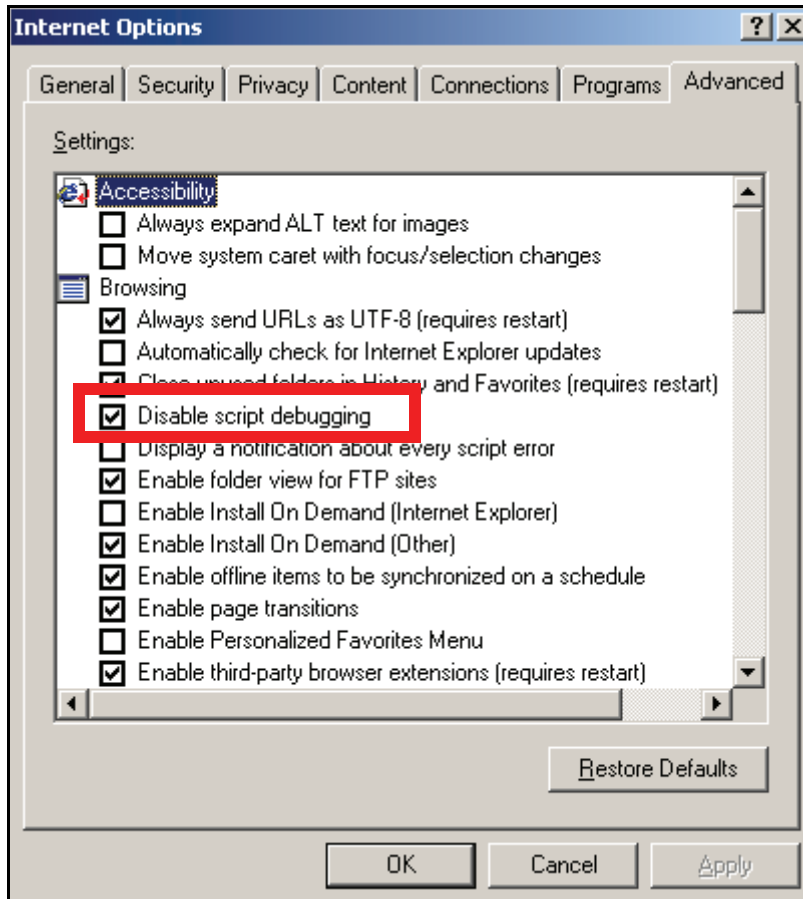 Internet Options
General Security Privacy Content Connections Programs Advanced
Settings:
Accessibility
Always expand ALT text for images
Move system caret with focus/selection changes
Browsing
Always send URLs as UTF-8 (requires restart)
Automatically check for Internet Explorer updates
Close unused folders in History and Favorites (requires restart)
Disable script debugging
Display a notification about every script error
Enable folder view for FTP sites
Enable Install On Demand (Internet Explorer)
Enable Install On Demand (Other)
Enable offline items to be synchronized on a schedule
Enable page transitions
Enable Personalized Favorites Menu
Enable third-party browser extensions (requires restart)
Restore Defaults
OK Cancel Apply